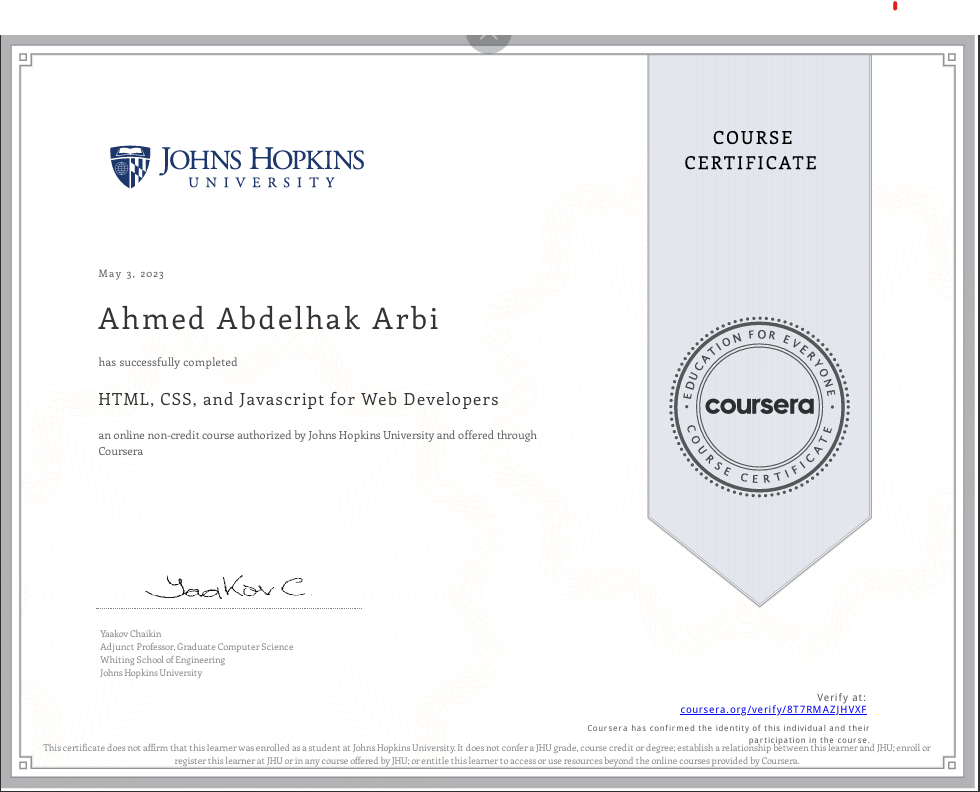 JOHNS HOPKINS
UNIVERSITY
COURSE
CERTIFICATE
May 3, 2023
Ahmed Abdelhak Arbi
has successfully completed
HTML, CSS, and Javascript for Web Developers
an online non-credit course authorized by Johns Hopkins University and offered through
Coursera
EDUCATION FOR EVERYONE
coursera
COURSE CERTIFICATE
Yaakov C.
Yaakov Chaikin
Adjunct Professor, Graduate Computer Science
Whiting School of Engineering
Johns Hopkins University
Verify at:
coursera.org/verify/8T7RMAZJHVXF
Coursera has confirmed the identity of this individual and their
participation in the course.
This certificate does not affirm that this learner was enrolled as a student at Johns Hopkins University. It does not confer a JHU grade, course credit or degree; establish a relationship between this learner and JHU; enroll or
register this learner at JHU or in any course offered by JHU; or entitle this learner to access or use resources beyond the online courses provided by Coursera.